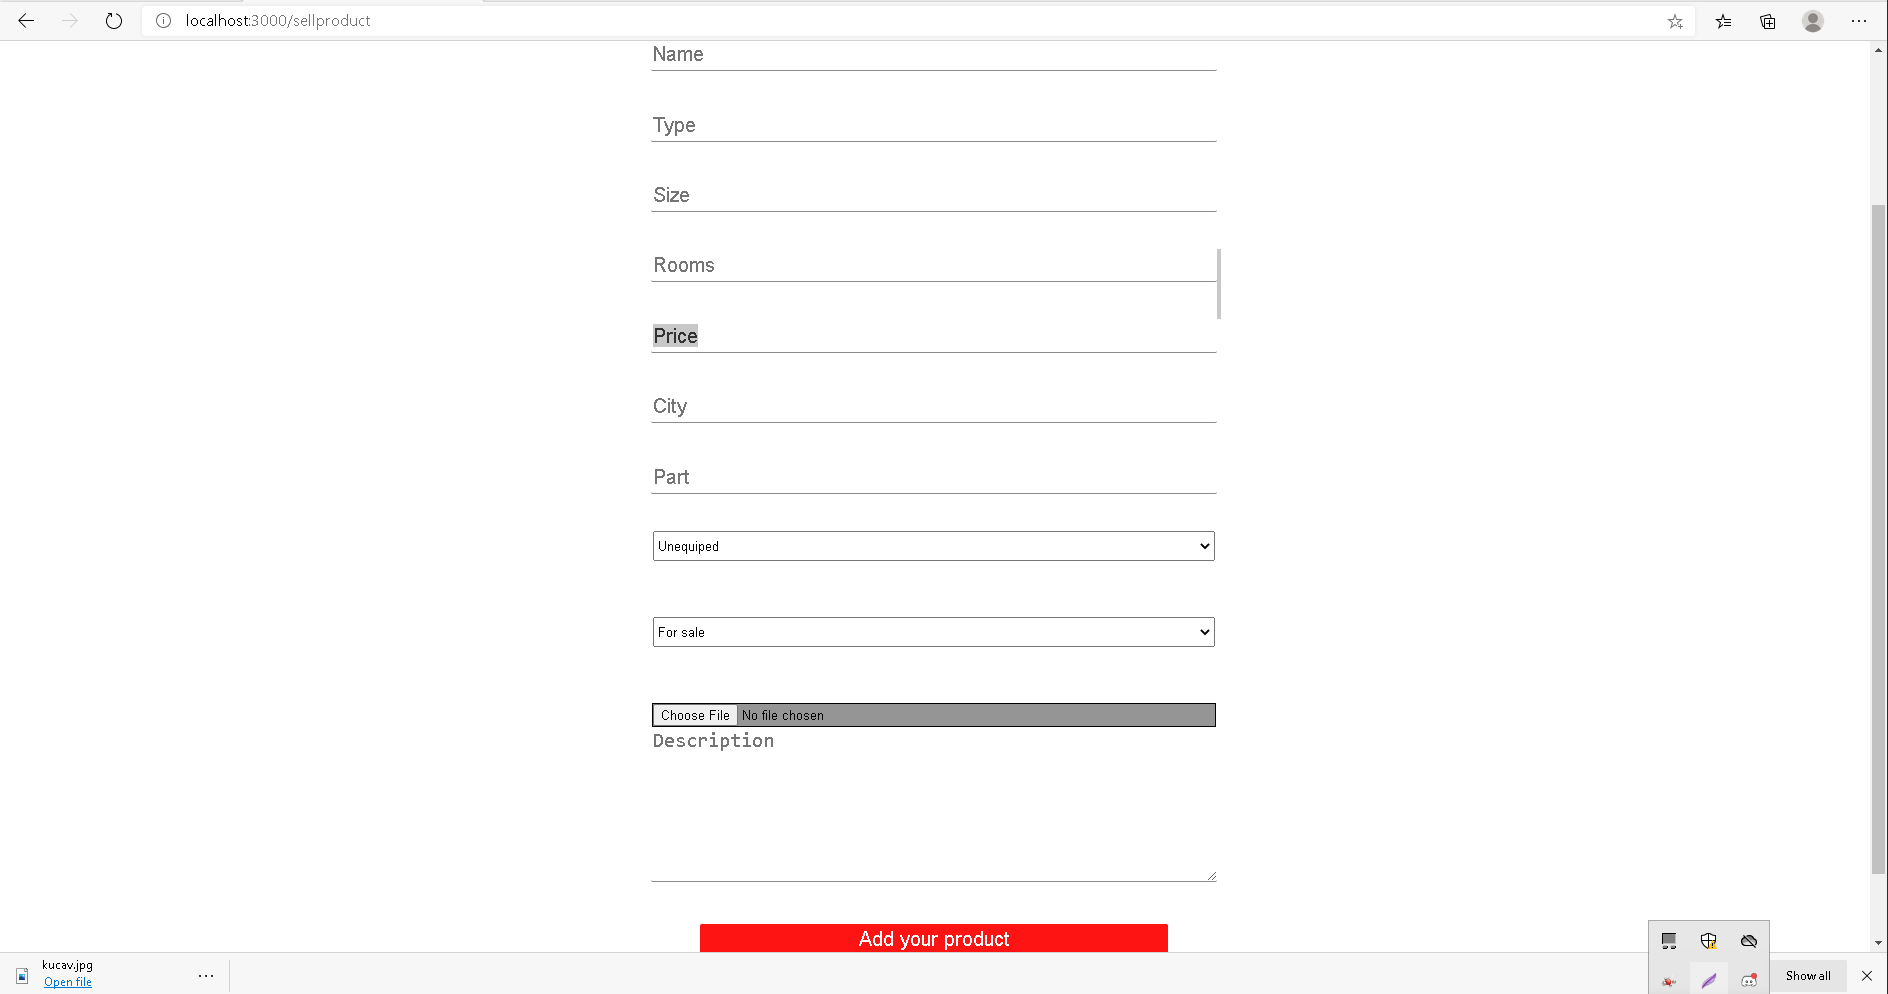 localhost:3000/sellproduct
Name
Type
Size
Rooms
Price
City
Part
Unequiped
For sale
Choose File No file chosen
Description
Add your product
kucav.jpg
Open file
Show all